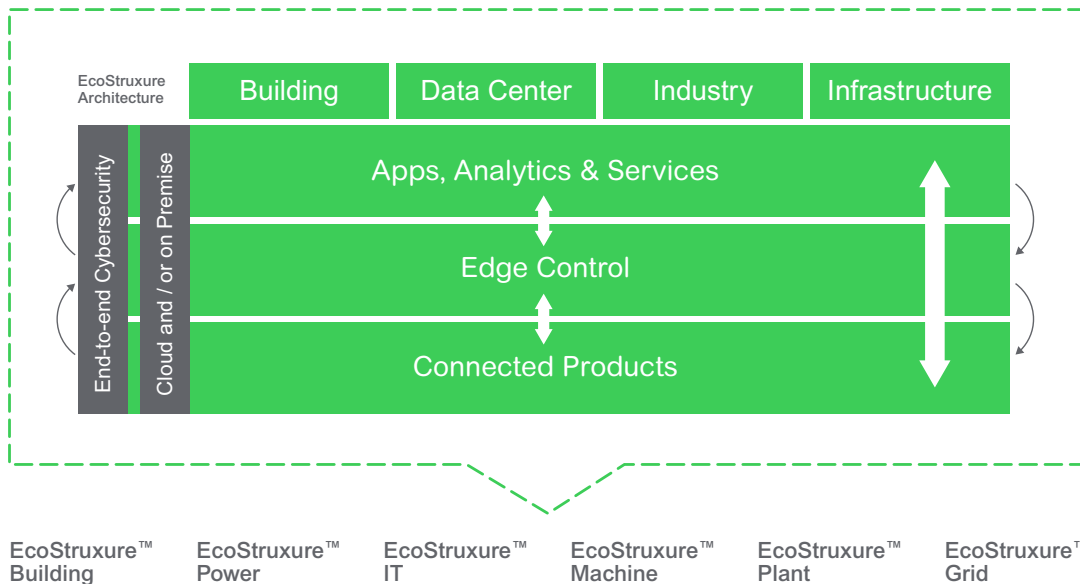 EcoStruxure
Architecture
Building
Data Center
Industry
Infrastructure
End-to-end Cybersecurity
Cloud and / or on Premise
Apps, Analytics & Services
Edge Control
Connected Products
EcoStruxure™
Building
EcoStruxure™
Power
EcoStruxure™
IT
EcoStruxure™
Machine
EcoStruxure™
Plant
EcoStruxure™
Grid